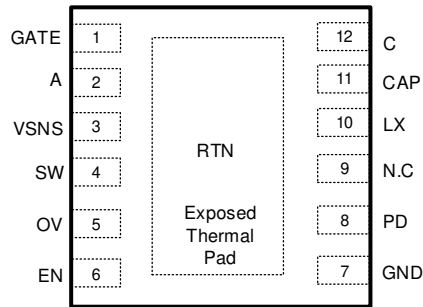 GATE 1
A 2
VSNS 3
SW 4
OV 5
EN 6
RTN
Exposed
Thermal
Pad
12 C
11 CAP
10 LX
9 N.C
8 PD
7 GND